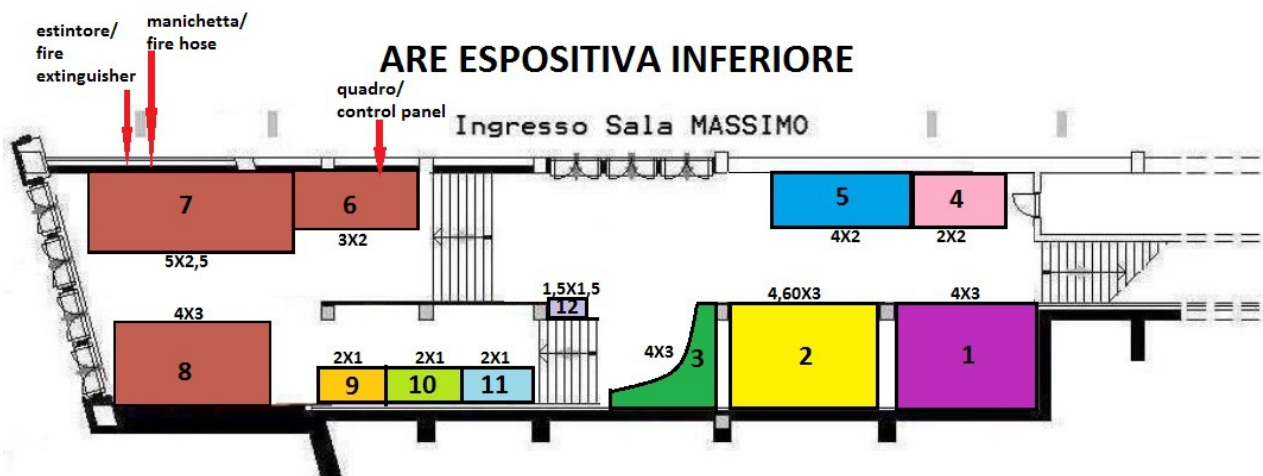 estintore/
fire
extinguisher
manichetta/
fire hose
ARE ESPOSITIVA INFERIORE
quadro/
control panel
Ingresso Sala MASSIMO
7
6
5
4
3X2
4X2
2X2
5X2,5
1,5X1,5
12
4,60X3
4X3
4X3
8
2X1
2X1
2X1
9
10
11
4X3
3
2
1